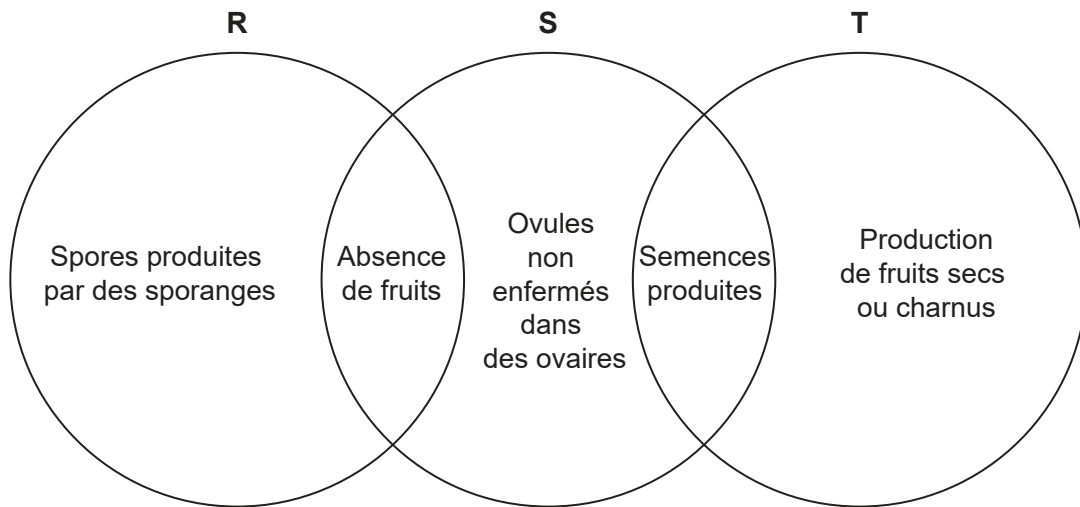 R
S
T
Spores produites
par des sporanges
Absence
de fruits
Ovules
non
enfermés
dans
des ovaires
Semences
produites
Production
de fruits secs
ou charnus